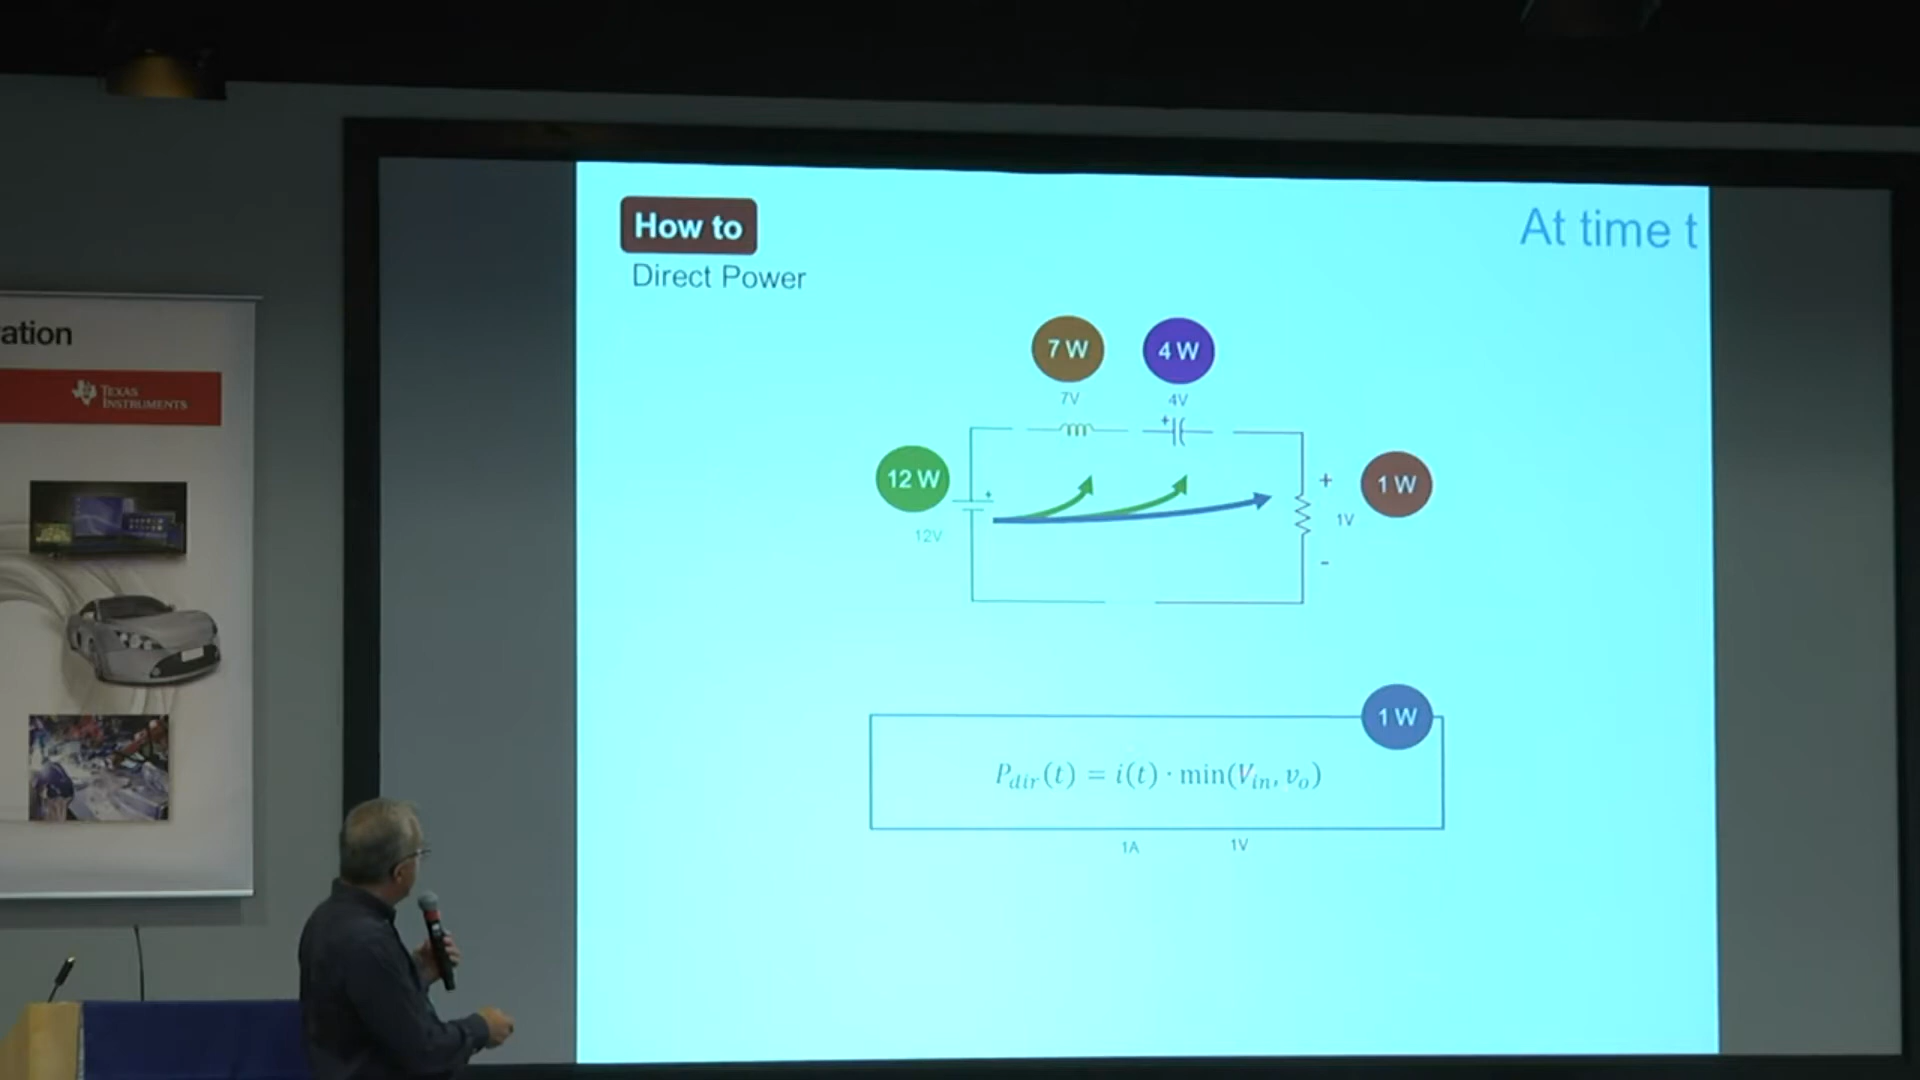 ation
TEXAS
INSTRUMENTS
How to
At time t
Direct Power
7 W
4 W
7V
4V
+
12 W
+
12V
+
1 W
1V
-
1 W
P_dir(t) = i(t) · min(V_in, v_o)
1A
1V